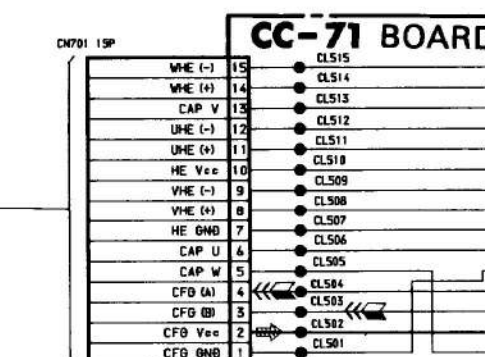 CC-71 BOARD
CN701 15P
WHE (-) 15 CL515
WHE (+) 14 CL514
CAP V 13 CL513
UHE (-) 12 CL512
UHE (+) 11 CL511
HE Vcc 10 CL510
VHE (-) 9 CL509
VHE (+) 8 CL508
HE GND 7 CL507
CAP U 6 CL506
CAP W 5 CL505
CFG (A) 4 CL504
CFG (B) 3 CL503
CFG Vcc 2 CL502
CFG GND 1 CL501